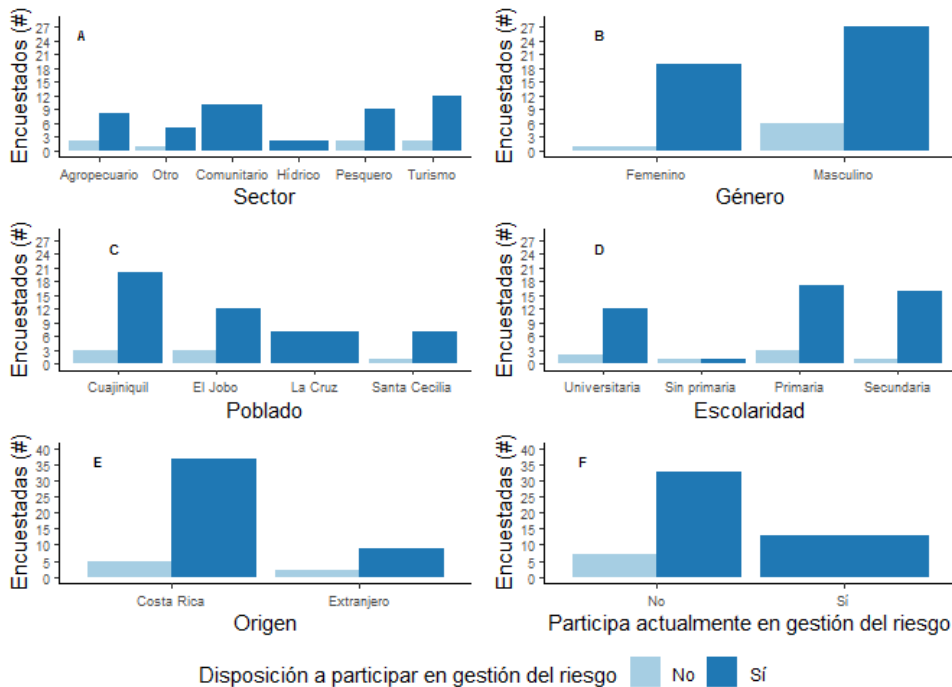 A
Encuestados (#)
27
24
21
18
15
12
9
6
3
0
Agropecuario Otro Comunitario Hídrico Pesquero Turismo
Sector
B
Encuestados (#)
27
24
21
18
15
12
9
6
3
0
Femenino Masculino
Género
C
Encuestados (#)
27
24
21
18
15
12
9
6
3
0
Cuajiniquil El Jobo La Cruz Santa Cecilia
Poblado
D
Encuestadas (#)
27
24
21
18
15
12
9
6
3
0
Universitaria Sin primaria Primaria Secundaria
Escolaridad
E
Encuestadas (#)
40
35
30
25
20
15
10
5
0
Costa Rica Extranjero
Origen
F
Encuestadas (#)
40
35
30
25
20
15
10
5
0
No Sí
Participa actualmente en gestión del riesgo
Disposición a participar en gestión del riesgo No Sí